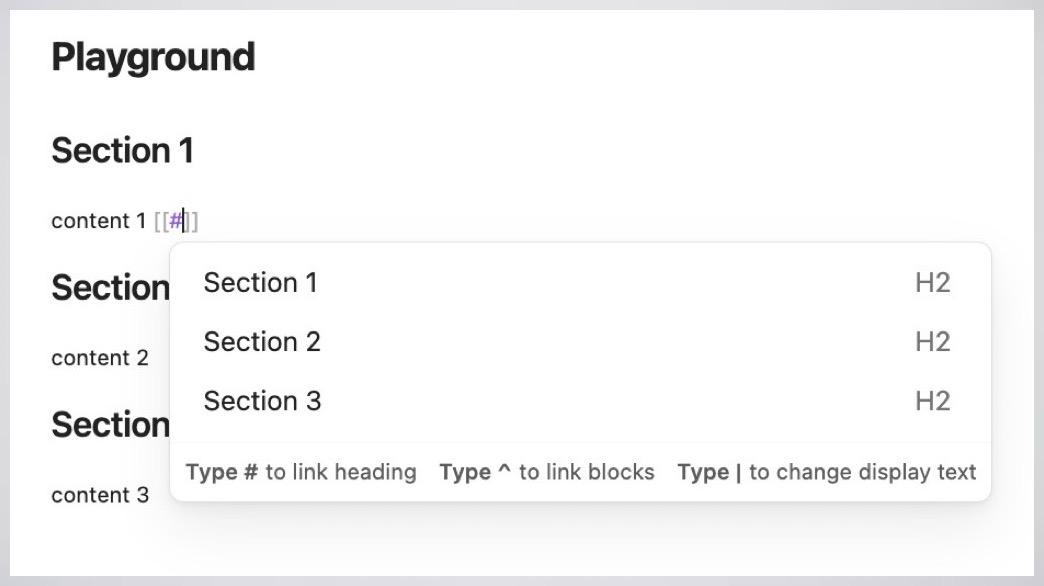 Playground
Section 1
content 1 [[#]]
Section 1 H2
Section
Section 2 H2
content 2
Section 3 H2
Section
Type # to link heading Type ^ to link blocks Type | to change display text
content 3